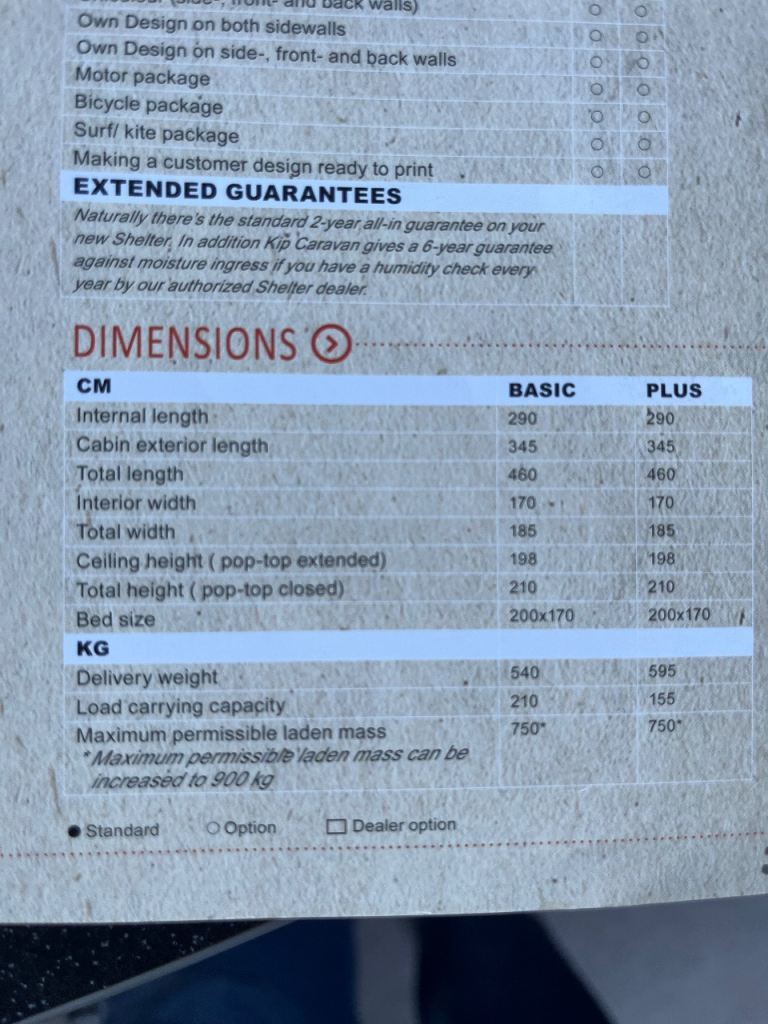 (side-, front- and back walls)
Own Design on both sidewalls
Own Design on side-, front- and back walls
Motor package
Bicycle package
Surf/ kite package
Making a customer design ready to print
EXTENDED GUARANTEES
Naturally there's the standard 2-year all-in guarantee on your
new Shelter. In addition Kip Caravan gives a 6-year guarantee
against moisture ingress if you have a humidity check every
year by our authorized Shelter dealer.
DIMENSIONS
CM BASIC PLUS
Internal length 290 290
Cabin exterior length 345 345
Total length 460 460
Interior width 170 170
Total width 185 185
Ceiling height ( pop-top extended) 198 198
Total height ( pop-top closed) 210 210
Bed size 200x170 200x170
KG
Delivery weight 540 595
Load carrying capacity 210 155
Maximum permissible laden mass 750* 750*
* Maximum permissible laden mass can be
increased to 900 kg
Standard Option Dealer option